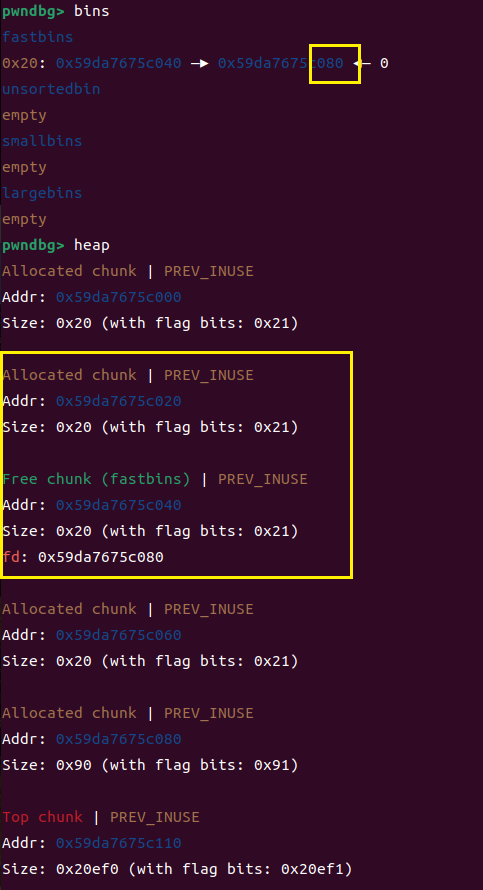 pwndbg> bins
fastbins
0x20: 0x59da7675c040 —▸ 0x59da7675c080 ◂— 0
unsortedbin
empty
smallbins
empty
largebins
empty
pwndbg> heap
Allocated chunk | PREV_INUSE
Addr: 0x59da7675c000
Size: 0x20 (with flag bits: 0x21)
Allocated chunk | PREV_INUSE
Addr: 0x59da7675c020
Size: 0x20 (with flag bits: 0x21)
Free chunk (fastbins) | PREV_INUSE
Addr: 0x59da7675c040
Size: 0x20 (with flag bits: 0x21)
fd: 0x59da7675c080
Allocated chunk | PREV_INUSE
Addr: 0x59da7675c060
Size: 0x20 (with flag bits: 0x21)
Allocated chunk | PREV_INUSE
Addr: 0x59da7675c080
Size: 0x90 (with flag bits: 0x91)
Top chunk | PREV_INUSE
Addr: 0x59da7675c110
Size: 0x20ef0 (with flag bits: 0x20ef1)